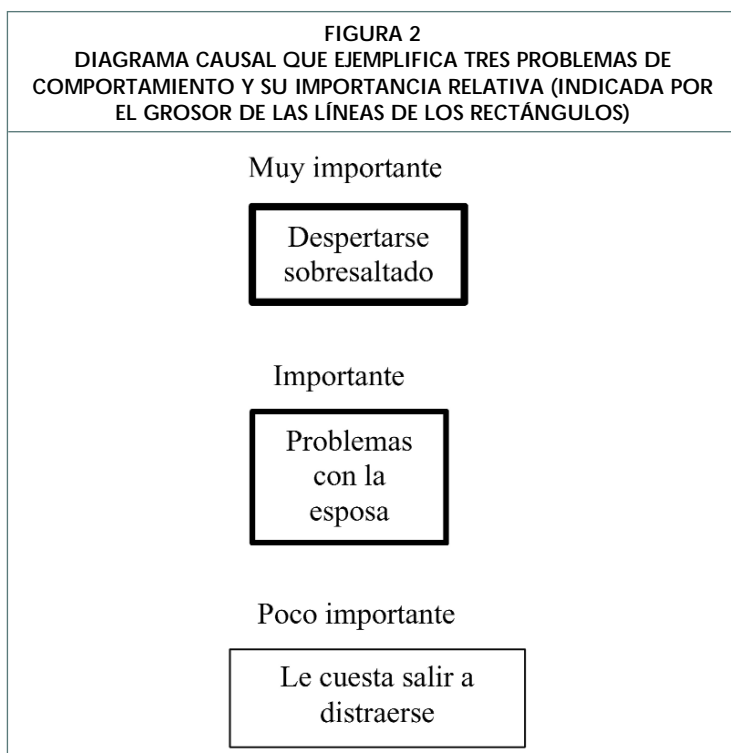 FIGURA 2
DIAGRAMA CAUSAL QUE EJEMPLIFICA TRES PROBLEMAS DE
COMPORTAMIENTO Y SU IMPORTANCIA RELATIVA (INDICADA POR
EL GROSOR DE LAS LÍNEAS DE LOS RECTÁNGULOS)
Muy importante
Despertarse
sobresaltado
Importante
Problemas
con la
esposa
Poco importante
Le cuesta salir a
distraerse